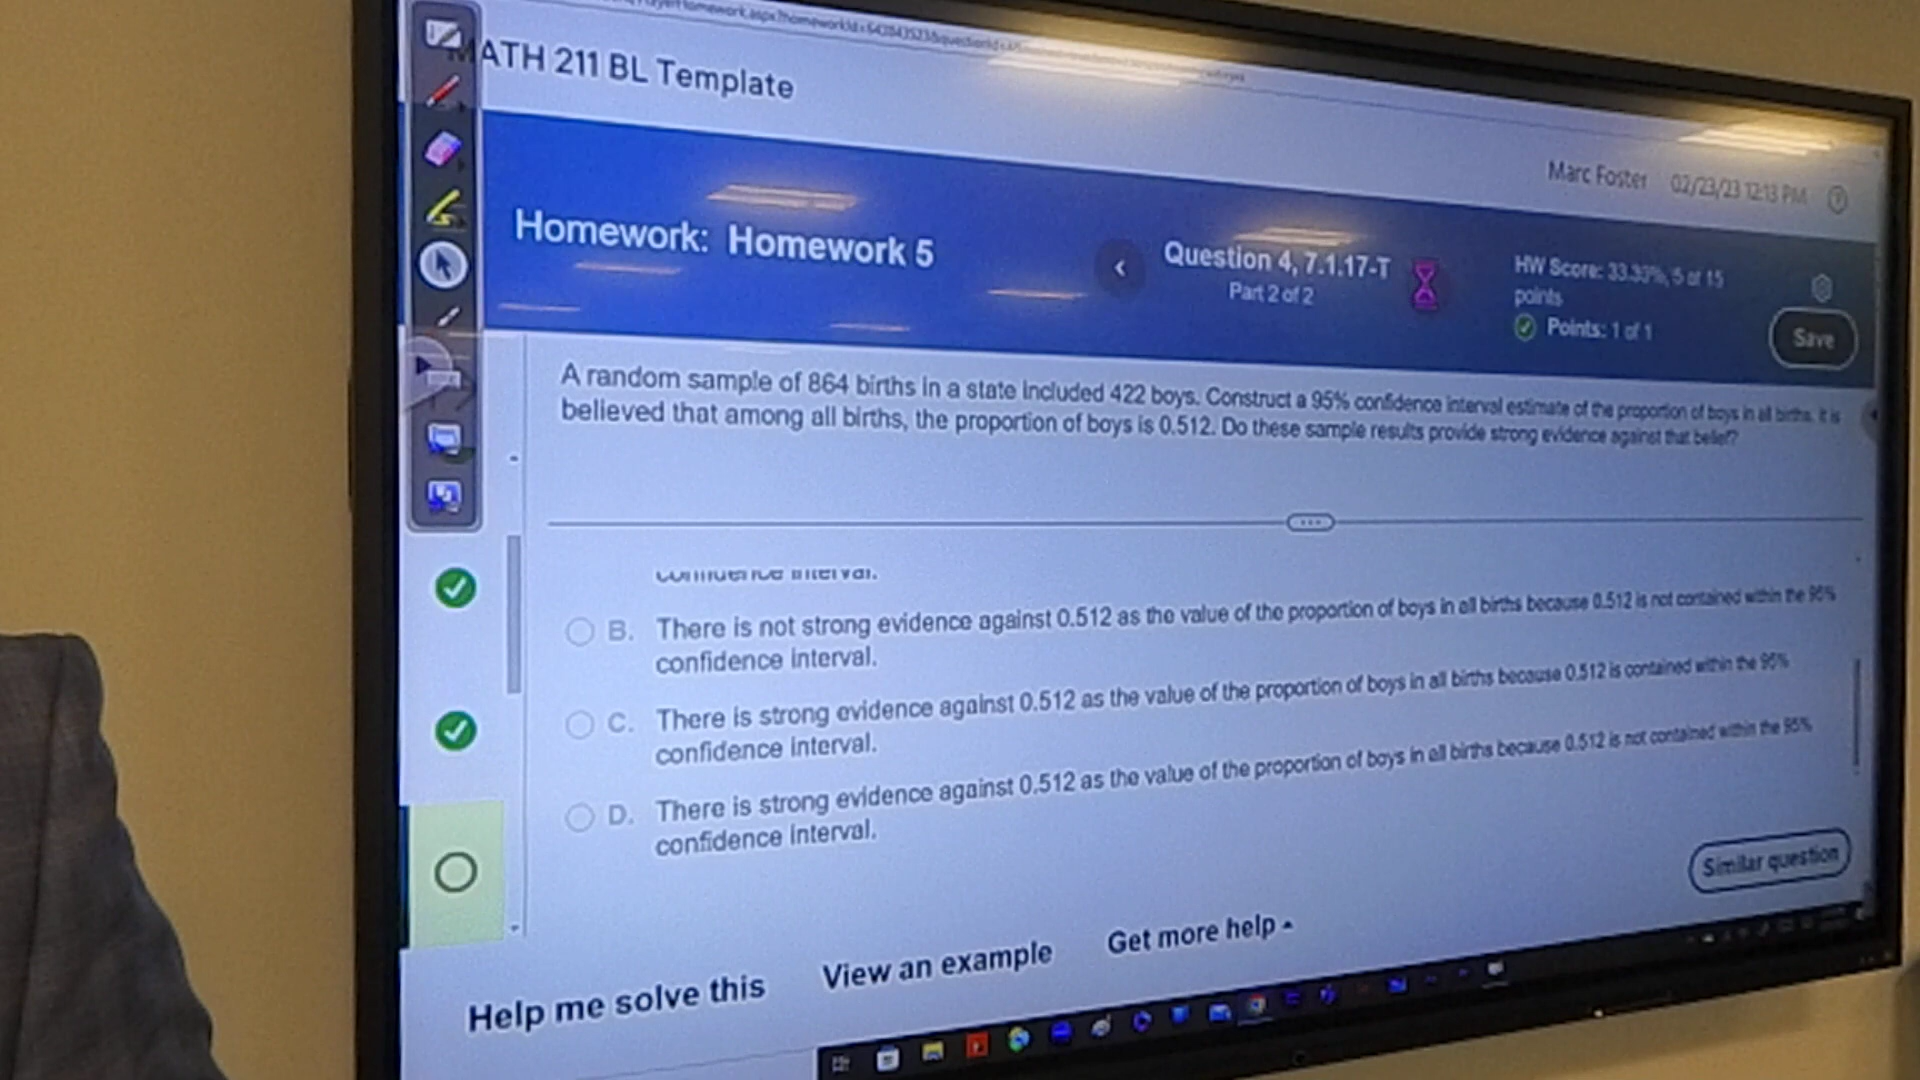 MATH 211 BL Template
Marc Foster 02/23/23 12:13 PM
Homework: Homework 5
Question 4, 7.1.17-T
Part 2 of 2
HW Score: 33.33%, 5 of 15
points
Points: 1 of 1
Save
A random sample of 864 births in a state included 422 boys. Construct a 95% confidence interval estimate of the proportion of boys in all births. It is
believed that among all births, the proportion of boys is 0.512. Do these sample results provide strong evidence against that belief?
confidence interval.
B. There is not strong evidence against 0.512 as the value of the proportion of boys in all births because 0.512 is not contained within the 95%
confidence interval.
C. There is strong evidence against 0.512 as the value of the proportion of boys in all births because 0.512 is contained within the 95%
confidence interval.
D. There is strong evidence against 0.512 as the value of the proportion of boys in all births because 0.512 is not contained within the 95%
confidence interval.
Similar question
Help me solve this View an example Get more help